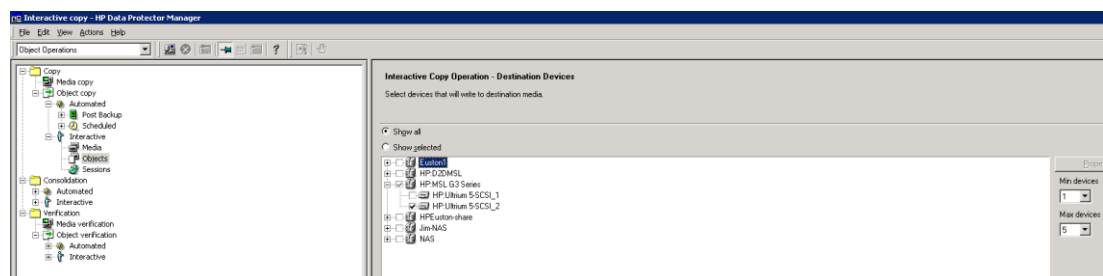 Interactive copy - HP Data Protector Manager
File Edit View Actions Help
Object Operations
Copy
Media copy
Object copy
Automated
Post Backup
Scheduled
Interactive
Media
Objects
Sessions
Consolidation
Automated
Interactive
Verification
Media verification
Object verification
Automated
Interactive
Interactive Copy Operation - Destination Devices
Select devices that will write to destination media.
Show all
Show selected
Euston1
HP:D2DMSL
HP:MSL G3 Series
HP:Ultrium 5-SCSI_1
HP:Ultrium 5-SCSI_2
HPEuston-share
Jim-NAS
NAS
Prope
Min devices
1
Max devices
5